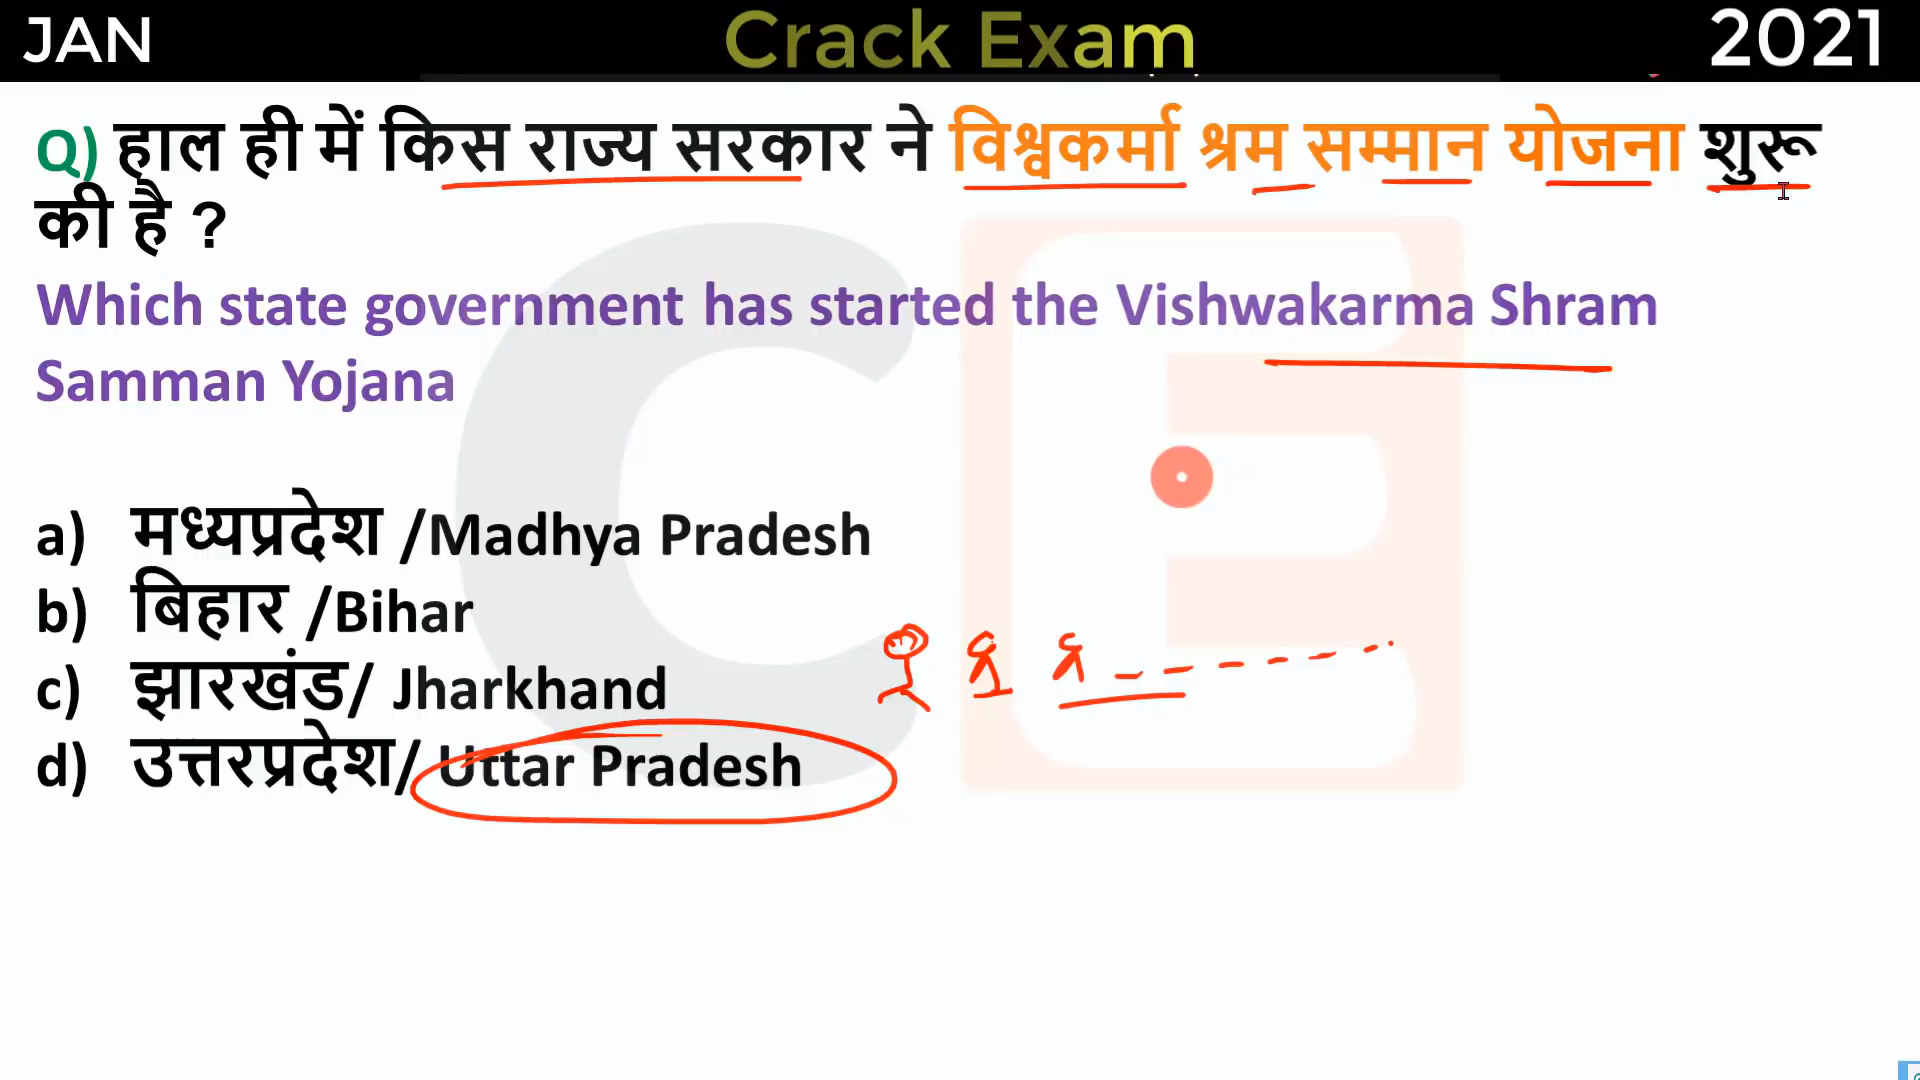 JAN
Crack Exam
2021
Q) हाल ही में किस राज्य सरकार ने विश्वकर्मा श्रम सम्मान योजना शुरू
की है ?
Which state government has started the Vishwakarma Shram
Samman Yojana
a) मध्यप्रदेश /Madhya Pradesh
b) बिहार /Bihar
c) झारखंड/ Jharkhand
d) उत्तरप्रदेश/ Uttar Pradesh
CE